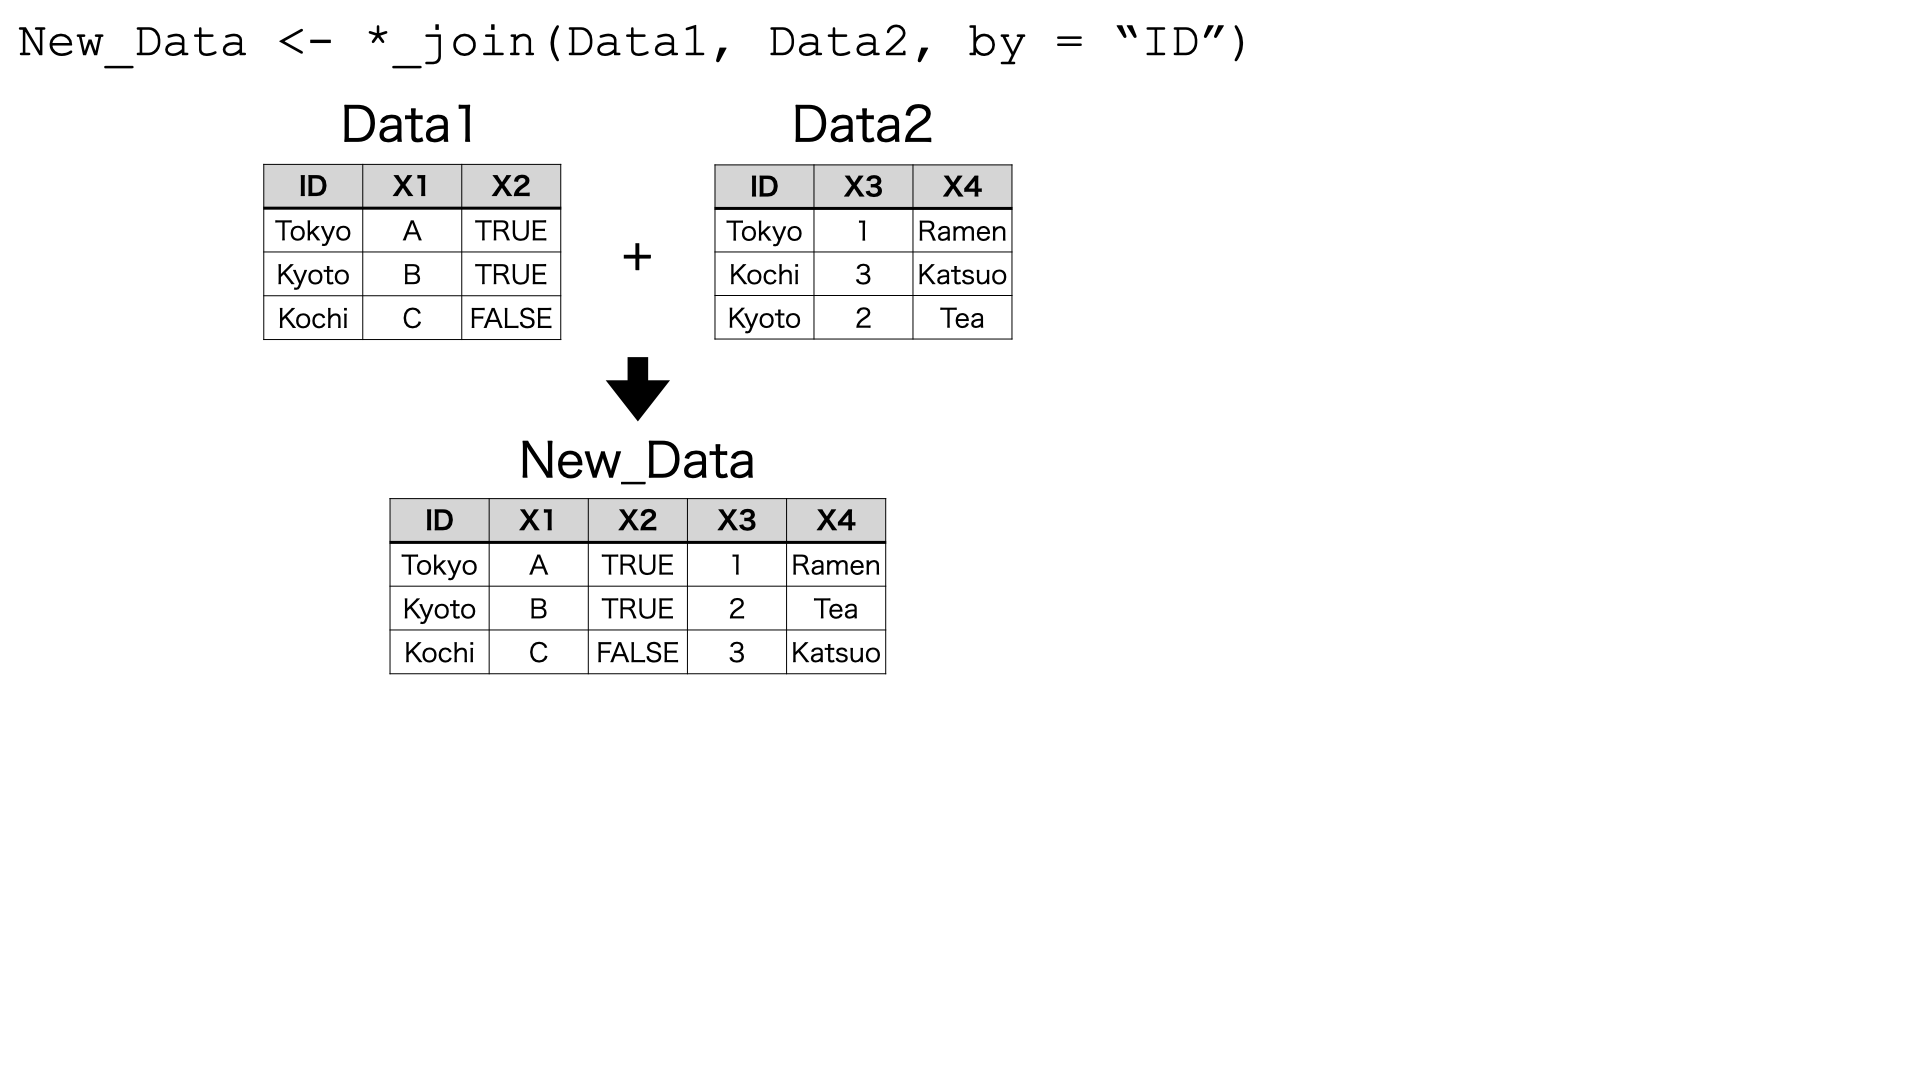 New_Data <- *_join(Data1, Data2, by = “ID”)
Data1 Data2
ID X1 X2 ID X3 X4
Tokyo A TRUE Tokyo 1 Ramen
Kyoto B TRUE + Kochi 3 Katsuo
Kochi C FALSE Kyoto 2 Tea
New_Data
ID X1 X2 X3 X4
Tokyo A TRUE 1 Ramen
Kyoto B TRUE 2 Tea
Kochi C FALSE 3 Katsuo